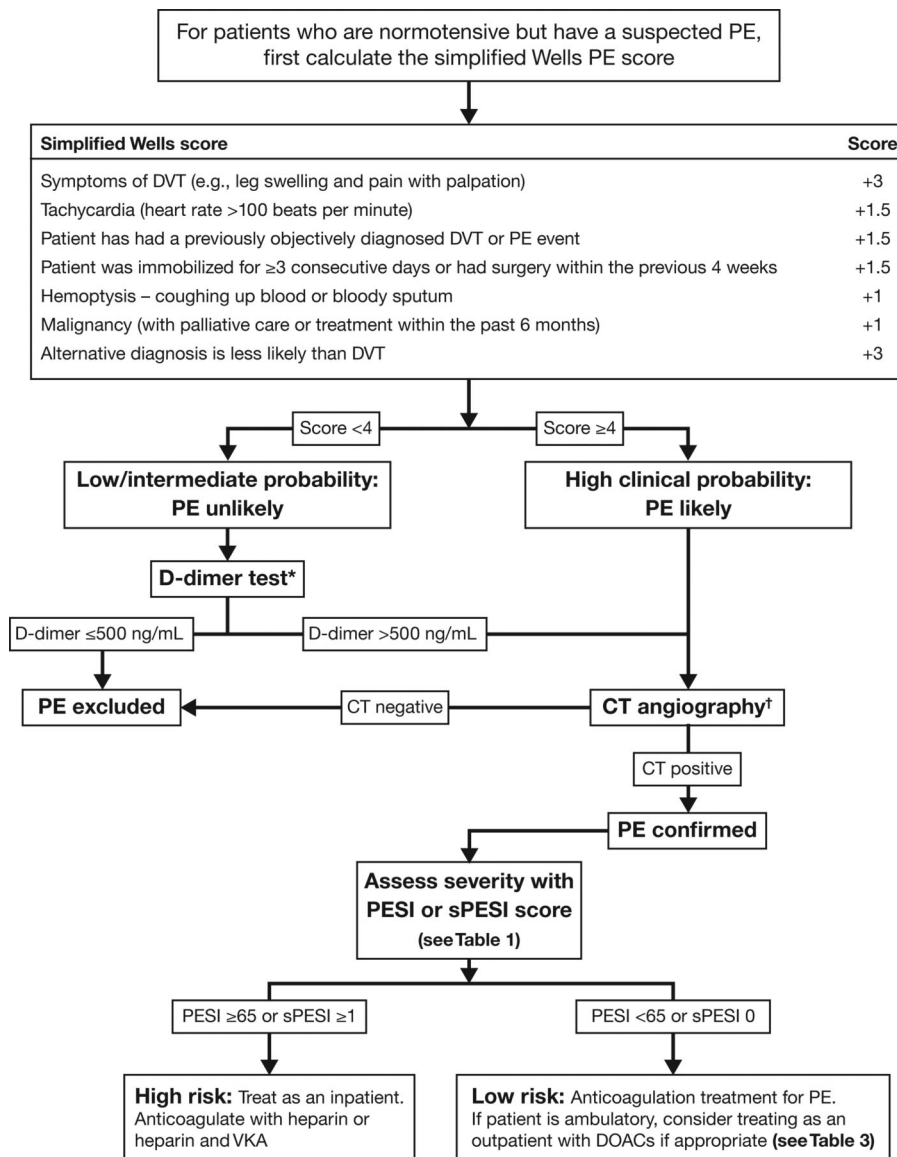 For patients who are normotensive but have a suspected PE,
first calculate the simplified Wells PE score
Simplified Wells score Score
Symptoms of DVT (e.g., leg swelling and pain with palpation) +3
Tachycardia (heart rate >100 beats per minute) +1.5
Patient has had a previously objectively diagnosed DVT or PE event +1.5
Patient was immobilized for ≥3 consecutive days or had surgery within the previous 4 weeks +1.5
Hemoptysis – coughing up blood or bloody sputum +1
Malignancy (with palliative care or treatment within the past 6 months) +1
Alternative diagnosis is less likely than DVT +3
Score <4
Score ≥4
Low/intermediate probability:
PE unlikely
High clinical probability:
PE likely
D-dimer test*
D-dimer ≤500 ng/mL
D-dimer >500 ng/mL
PE excluded
CT negative
CT angiography†
CT positive
PE confirmed
Assess severity with
PESI or sPESI score
(see Table 1)
PESI ≥65 or sPESI ≥1
PESI <65 or sPESI 0
High risk: Treat as an inpatient.
Anticoagulate with heparin or
heparin and VKA
Low risk: Anticoagulation treatment for PE.
If patient is ambulatory, consider treating as an
outpatient with DOACs if appropriate (see Table 3)